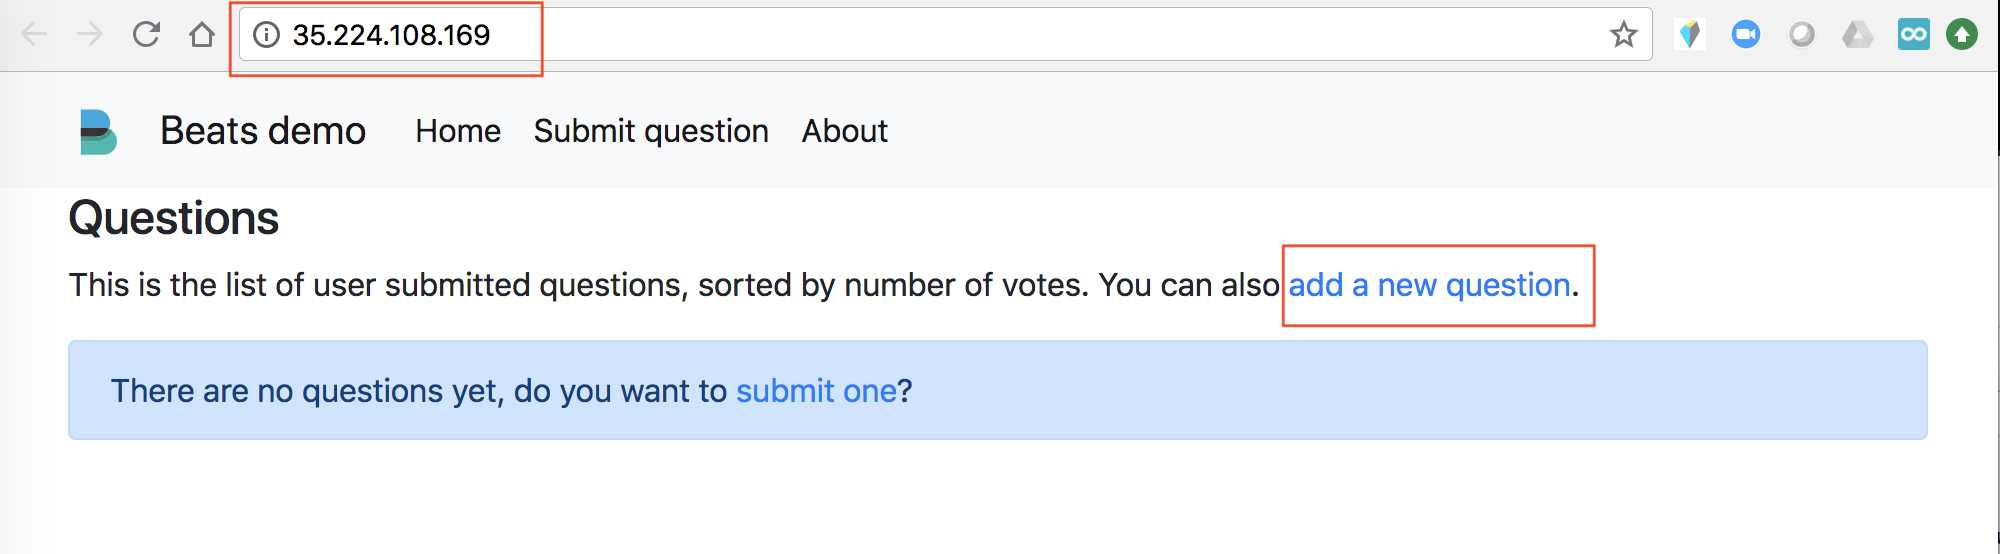 35.224.108.169
Beats demo Home Submit question About
Questions
This is the list of user submitted questions, sorted by number of votes. You can also add a new question.
There are no questions yet, do you want to submit one?